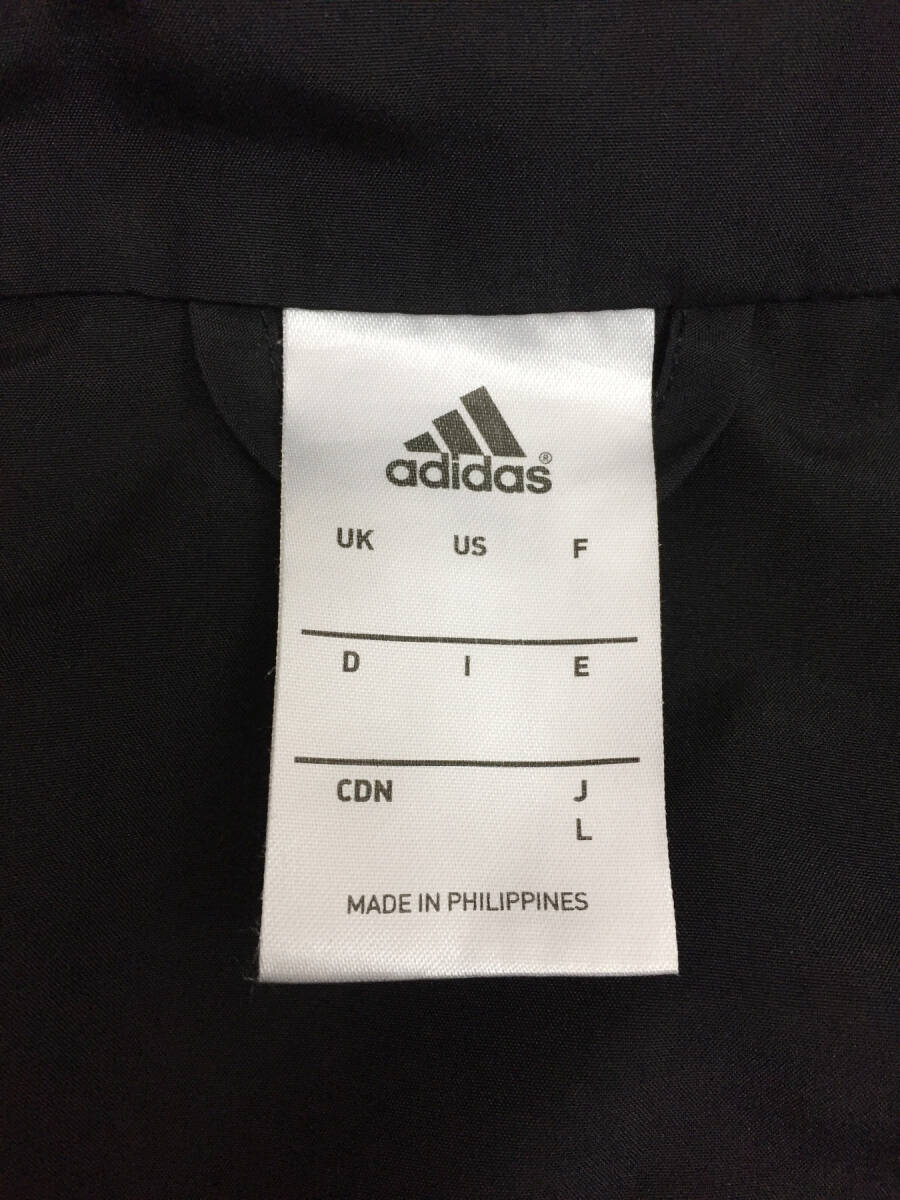 adidas®
UK US F
D I E
CDN J
L
MADE IN PHILIPPINES